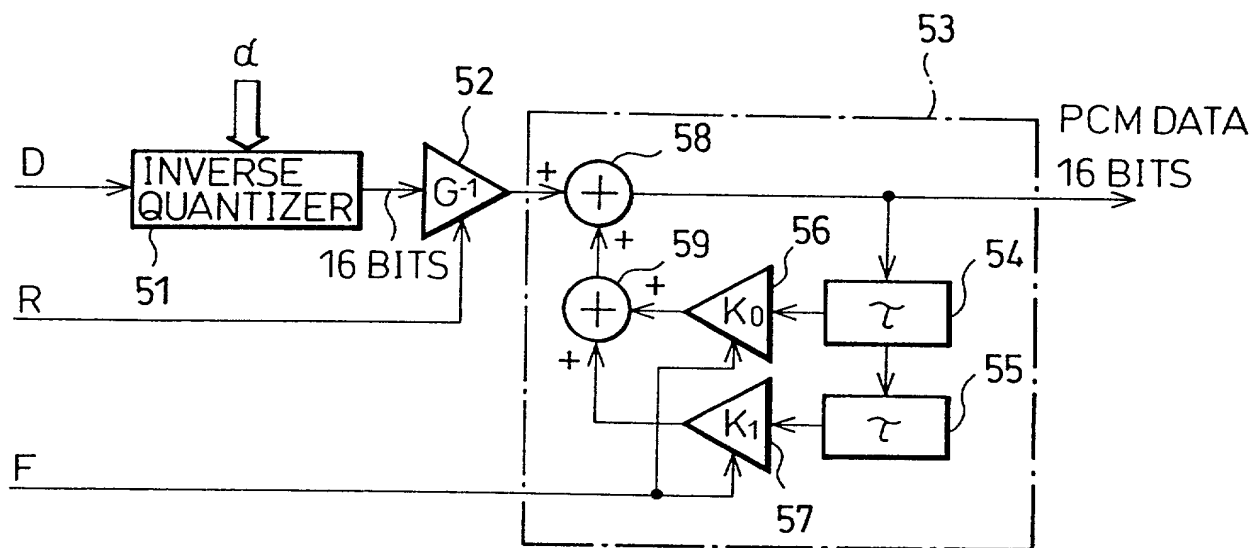 53
α
52
PCM DATA
16 BITS
58
D
INVERSE
QUANTIZER
G-1
+
+
+
59
56
54
51
16 BITS
+
R
+
K0
τ
+
55
K1
τ
F
57